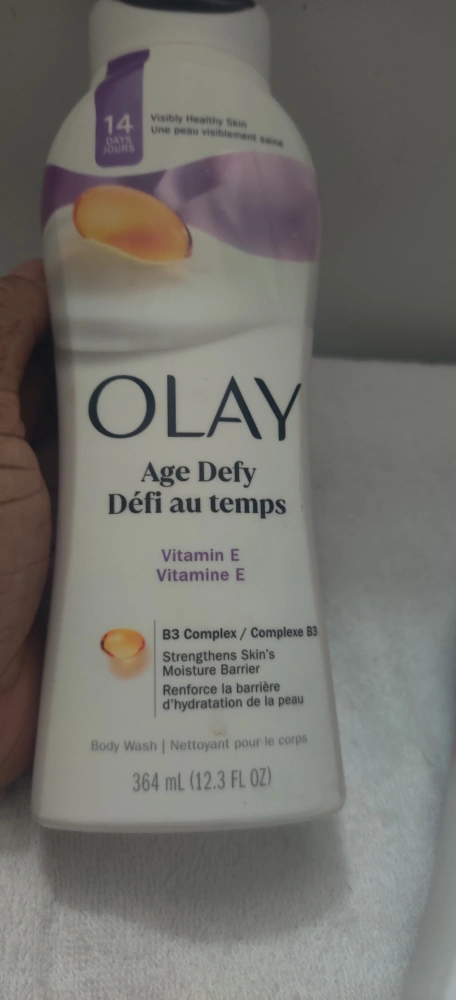 14
DAYS
JOURS
Visibly Healthy Skin
Une peau visiblement saine
OLAY
Age Defy
Défi au temps
Vitamin E
Vitamine E
B3 Complex / Complexe B3
Strengthens Skin's
Moisture Barrier
Renforce la barrière
d'hydratation de la peau
Body Wash | Nettoyant pour le corps
364 mL (12.3 FL OZ)